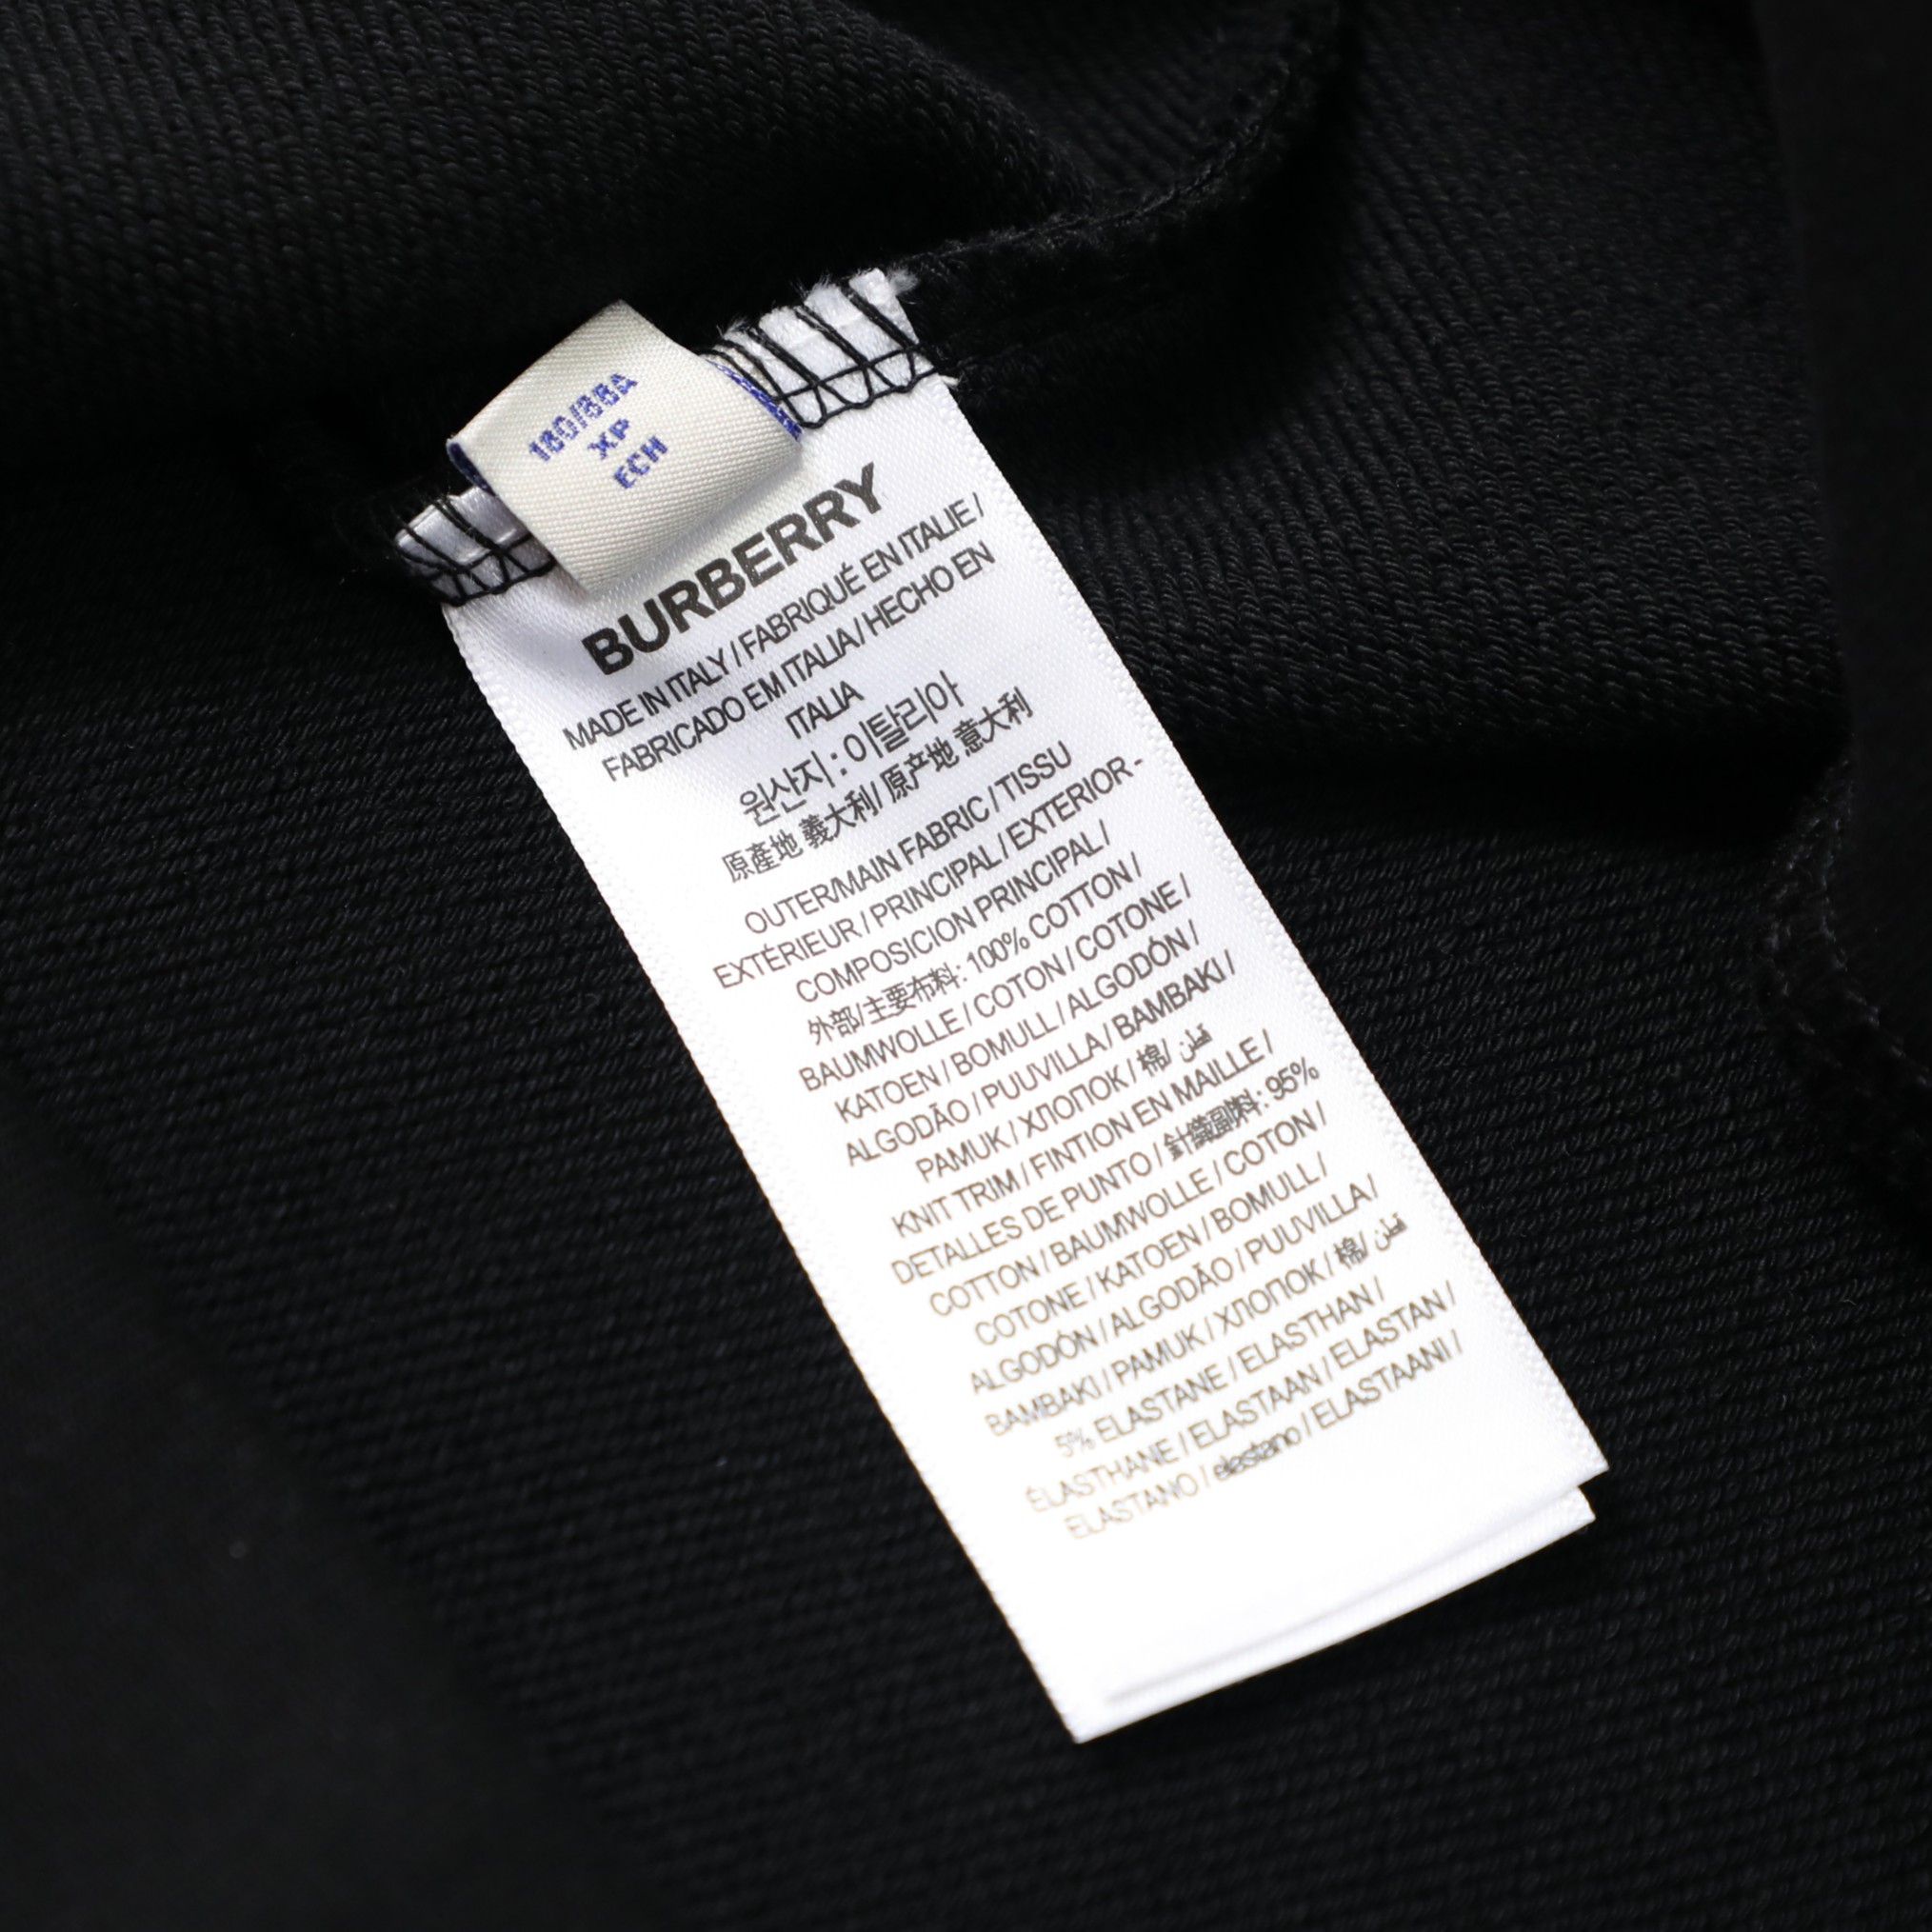 180/88A
XP
ECH
BURBERRY
MADE IN ITALY / FABRIQUÉ EN ITALIE /
FABRICADO EM ITALIA / HECHO EN
ITALIA
원산지 : 이탈리아
原產地 義大利/ 原产地 意大利
OUTER/MAIN FABRIC / TISSU
EXTÉRIEUR / PRINCIPAL / EXTERIOR -
COMPOSICION PRINCIPAL /
外部/主要布料: 100% COTTON /
BAUMWOLLE / COTON / COTONE /
KATOEN / BOMULL / ALGODÓN /
ALGODÃO / PUUVILLA / BAMBAKI /
PAMUK / ХЛОПОК / 棉/ قطن /
KNIT TRIM / FINTION EN MAILLE /
DETALLES DE PUNTO / 針織副料: 95%
COTTON / BAUMWOLLE / COTON /
COTONE / KATOEN / BOMULL /
ALGODÓN / ALGODÃO / PUUVILLA /
BAMBAKI / PAMUK / ХЛОПОК / 棉/ قطن
5% ELASTANE / ELASTHAN /
ÉLASTHANE / ELASTAAN / ELASTAN /
ELASTANO / elastano / ELASTAANI /